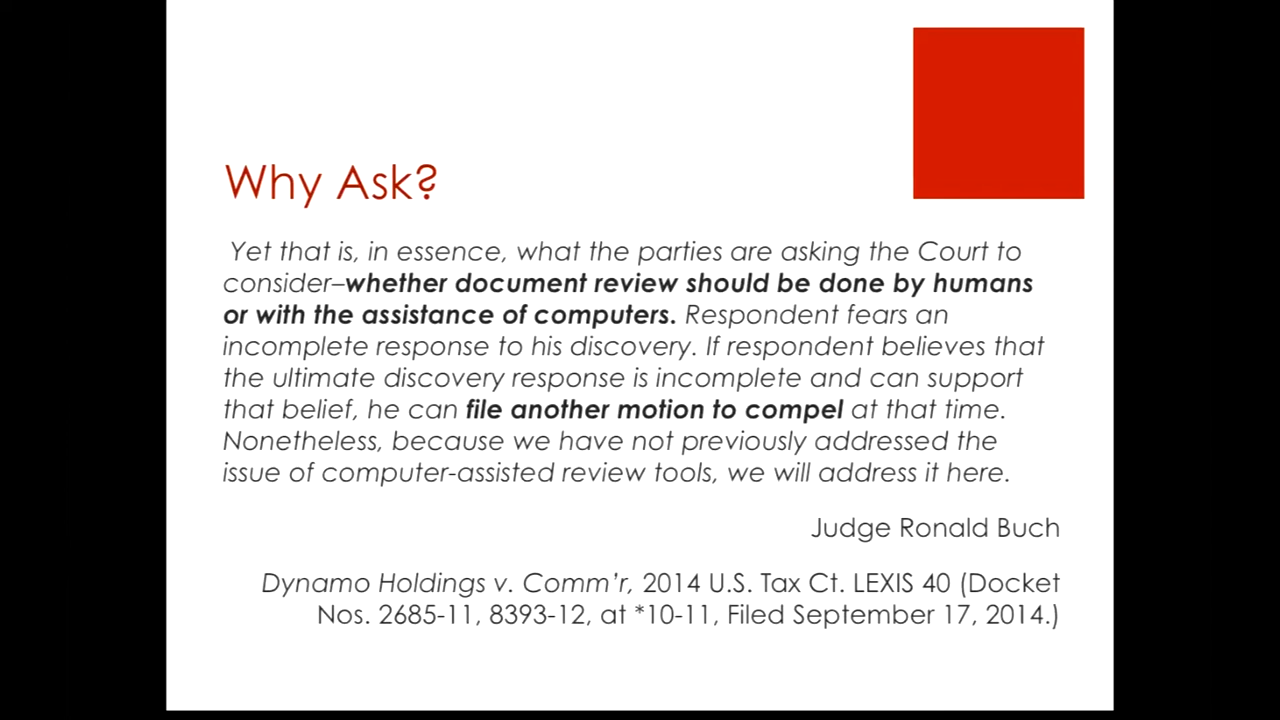 Why Ask?
Yet that is, in essence, what the parties are asking the Court to
consider–whether document review should be done by humans
or with the assistance of computers. Respondent fears an
incomplete response to his discovery. If respondent believes that
the ultimate discovery response is incomplete and can support
that belief, he can file another motion to compel at that time.
Nonetheless, because we have not previously addressed the
issue of computer-assisted review tools, we will address it here.
Judge Ronald Buch
Dynamo Holdings v. Comm'r, 2014 U.S. Tax Ct. LEXIS 40 (Docket
Nos. 2685-11, 8393-12, at *10-11, Filed September 17, 2014.)